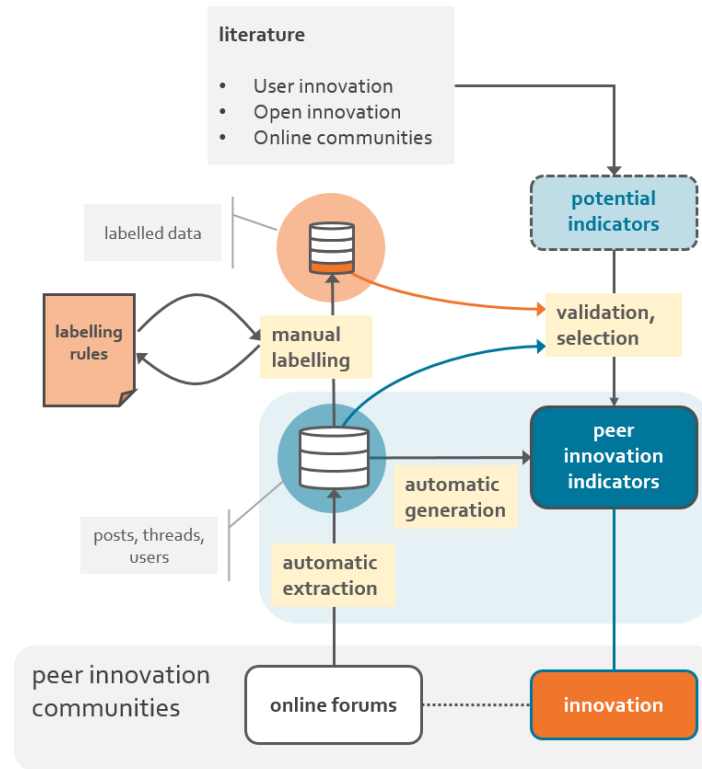 literature
• User innovation
• Open innovation
• Online communities
potential
indicators
labelled data
labelling
rules
manual
labelling
validation,
selection
peer
innovation
indicators
automatic
generation
posts, threads,
users
automatic
extraction
peer innovation
communities
online forums
innovation